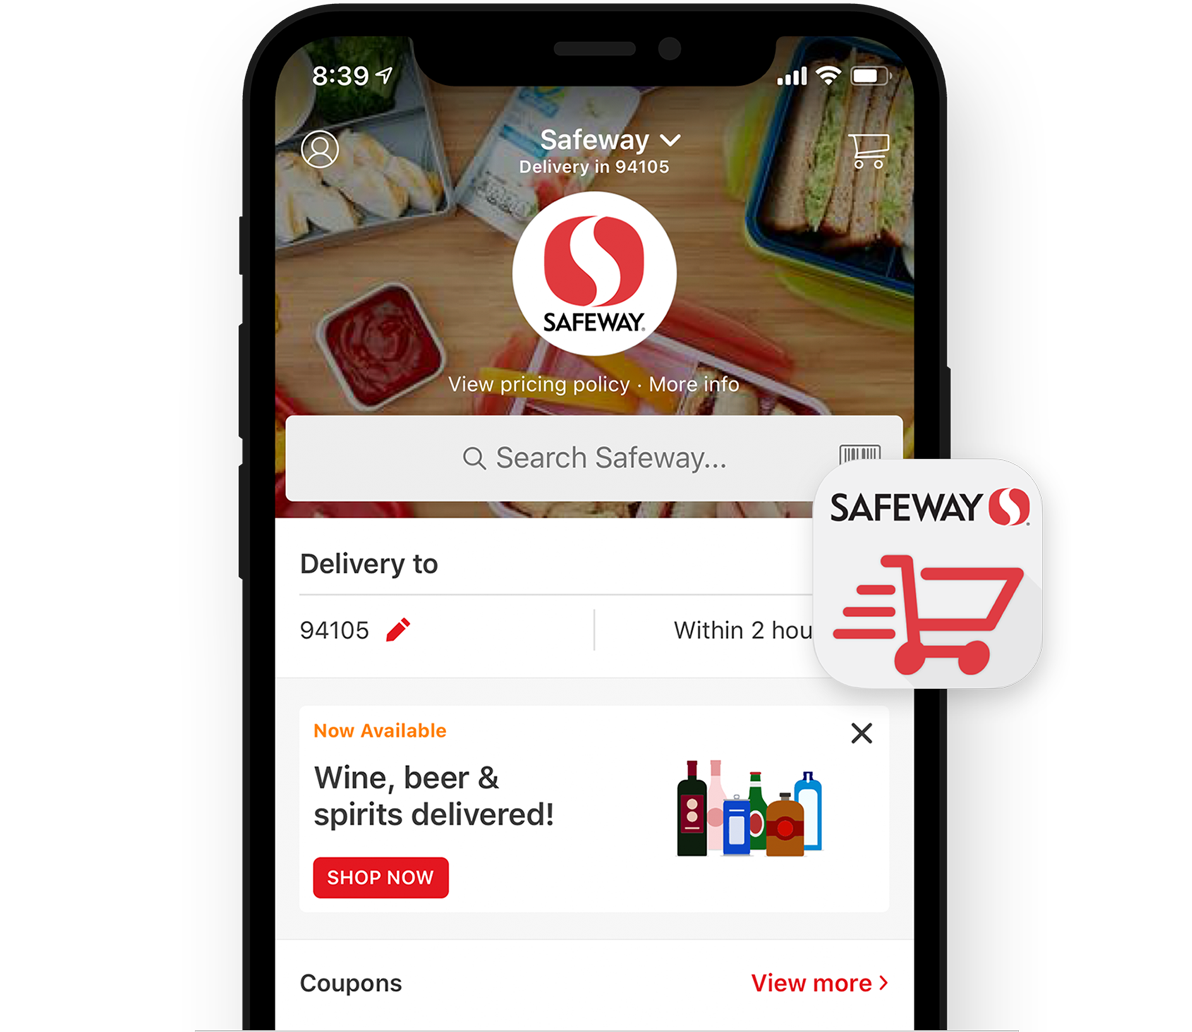 8:39
Safeway
Delivery in 94105
SAFEWAY
View pricing policy · More info
Search Safeway...
SAFEWAY
Delivery to
94105
Within 2 hou
Now Available
Wine, beer &
spirits delivered!
SHOP NOW
Coupons
View more